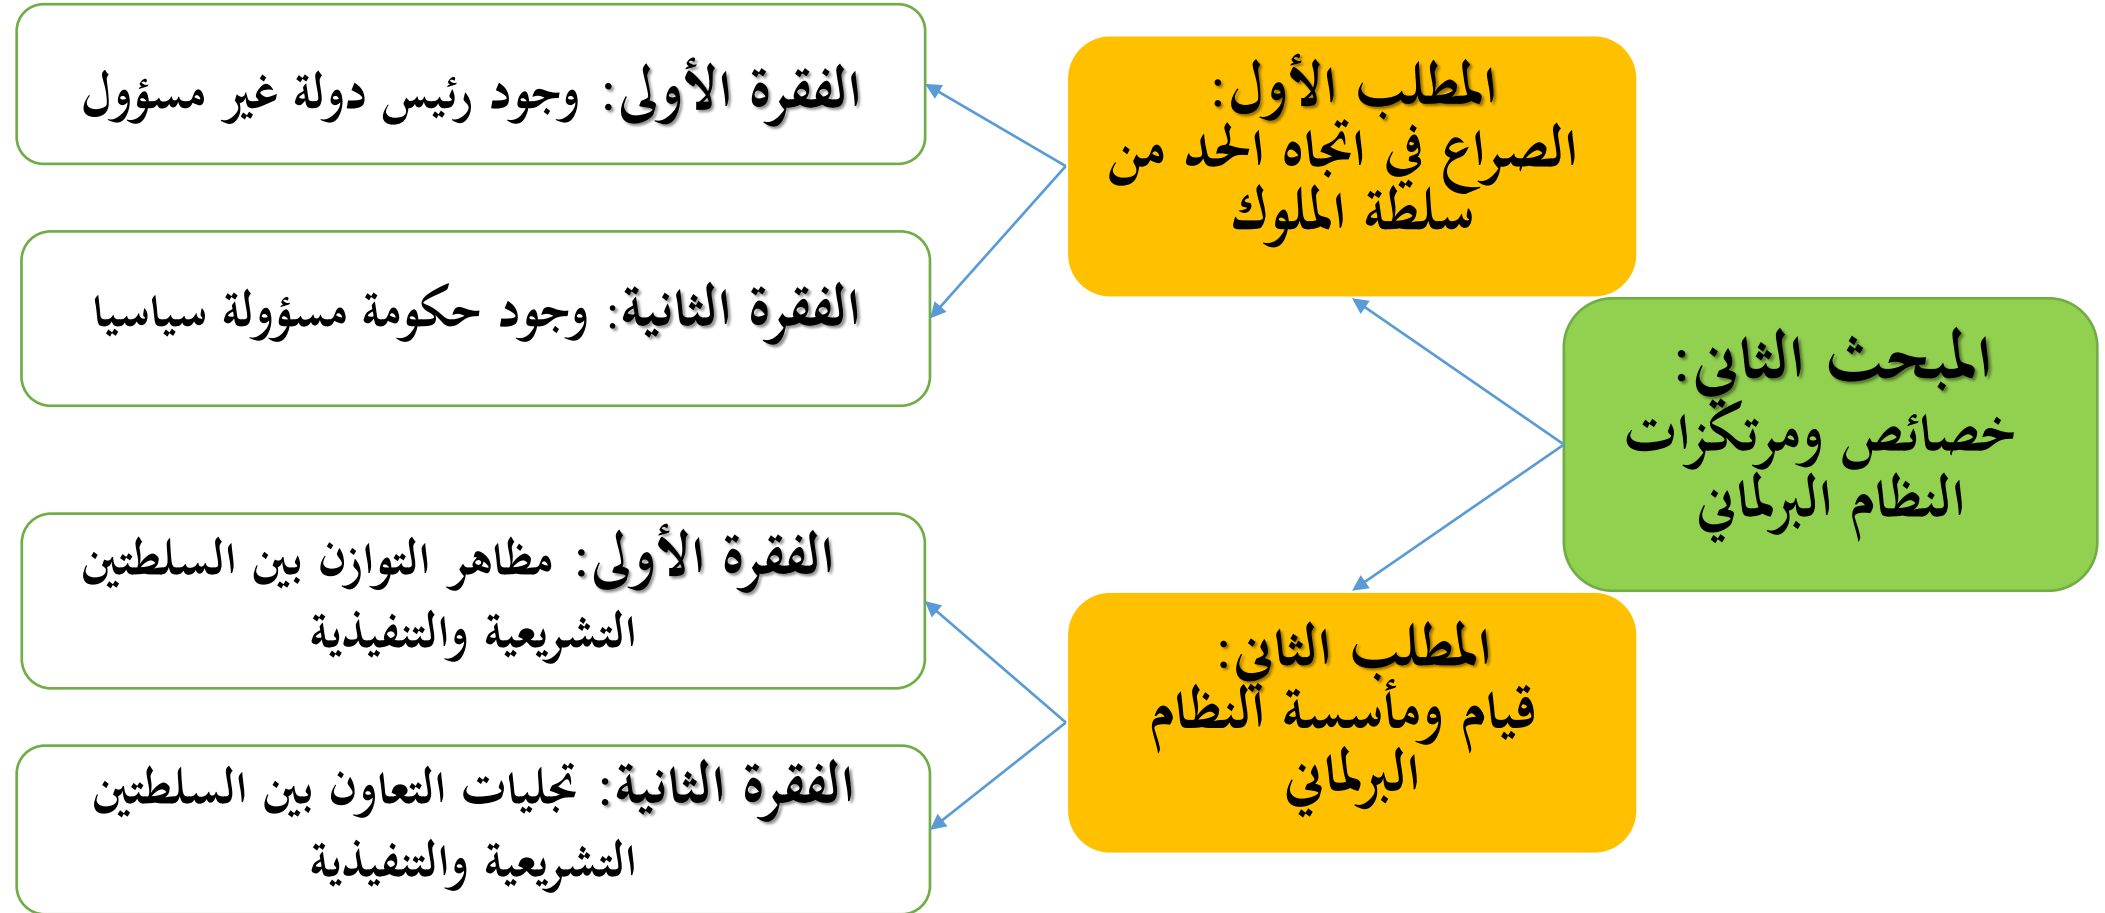 المبحث الثاني:
خصائص ومرتكزات
النظام البرلماني
المطلب الأول:
الصراع في اتجاه الحد من
سلطة الملوك
الفقرة الأولى: وجود رئيس دولة غير مسؤول
الفقرة الثانية: وجود حكومة مسؤولة سياسيا
المطلب الثاني:
قيام ومأسسة النظام
البرلماني
الفقرة الأولى: مظاهر التوازن بين السلطتين
التشريعية والتنفيذية
الفقرة الثانية: تجليات التعاون بين السلطتين
التشريعية والتنفيذية